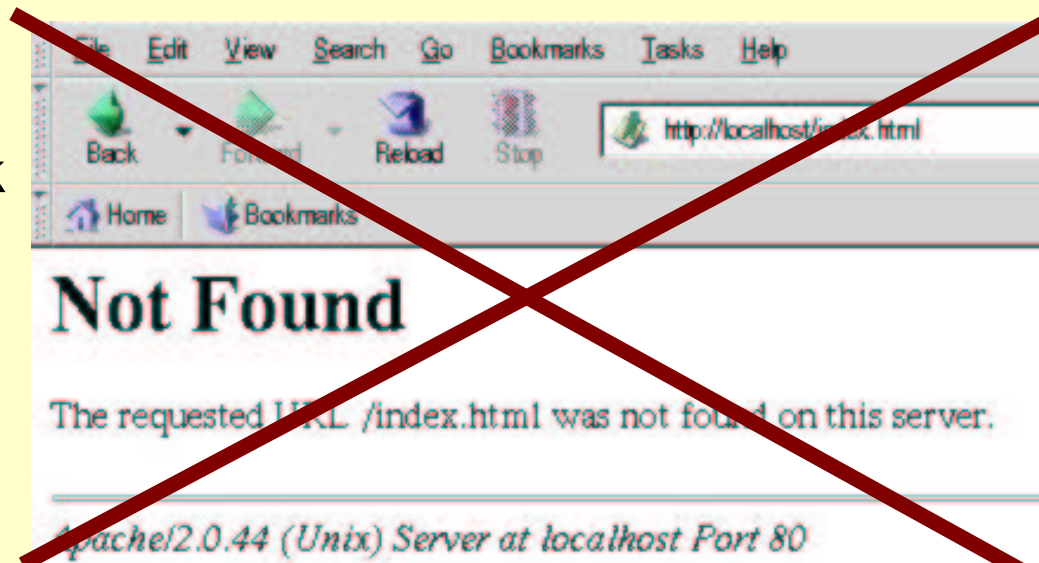 File Edit View Search Go Bookmarks Tasks Help
http://localhost/index.html
Back Forward Reload Stop
Home Bookmarks
Not Found
The requested URL /index.html was not found on this server.
Apache/2.0.44 (Unix) Server at localhost Port 80